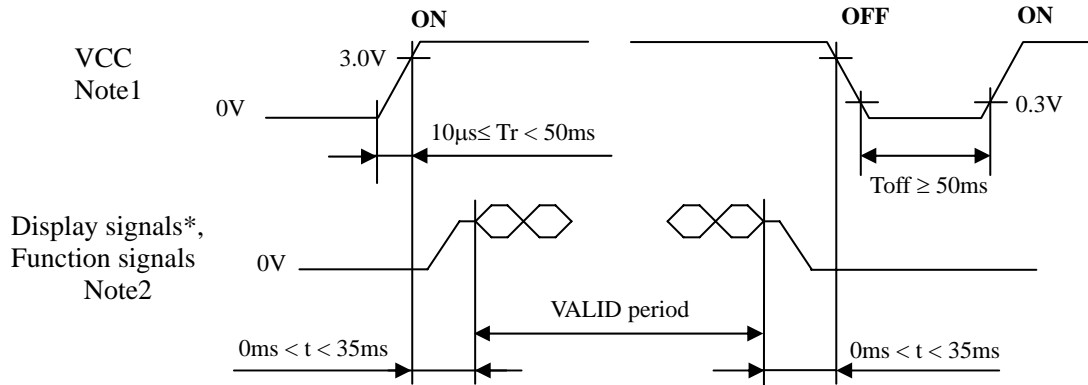 ON
OFF
ON
VCC
Note1
3.0V
0V
0.3V
10μs≤ Tr < 50ms
Toff ≥ 50ms
Display signals*,
Function signals
Note2
0V
VALID period
0ms < t < 35ms
0ms < t < 35ms